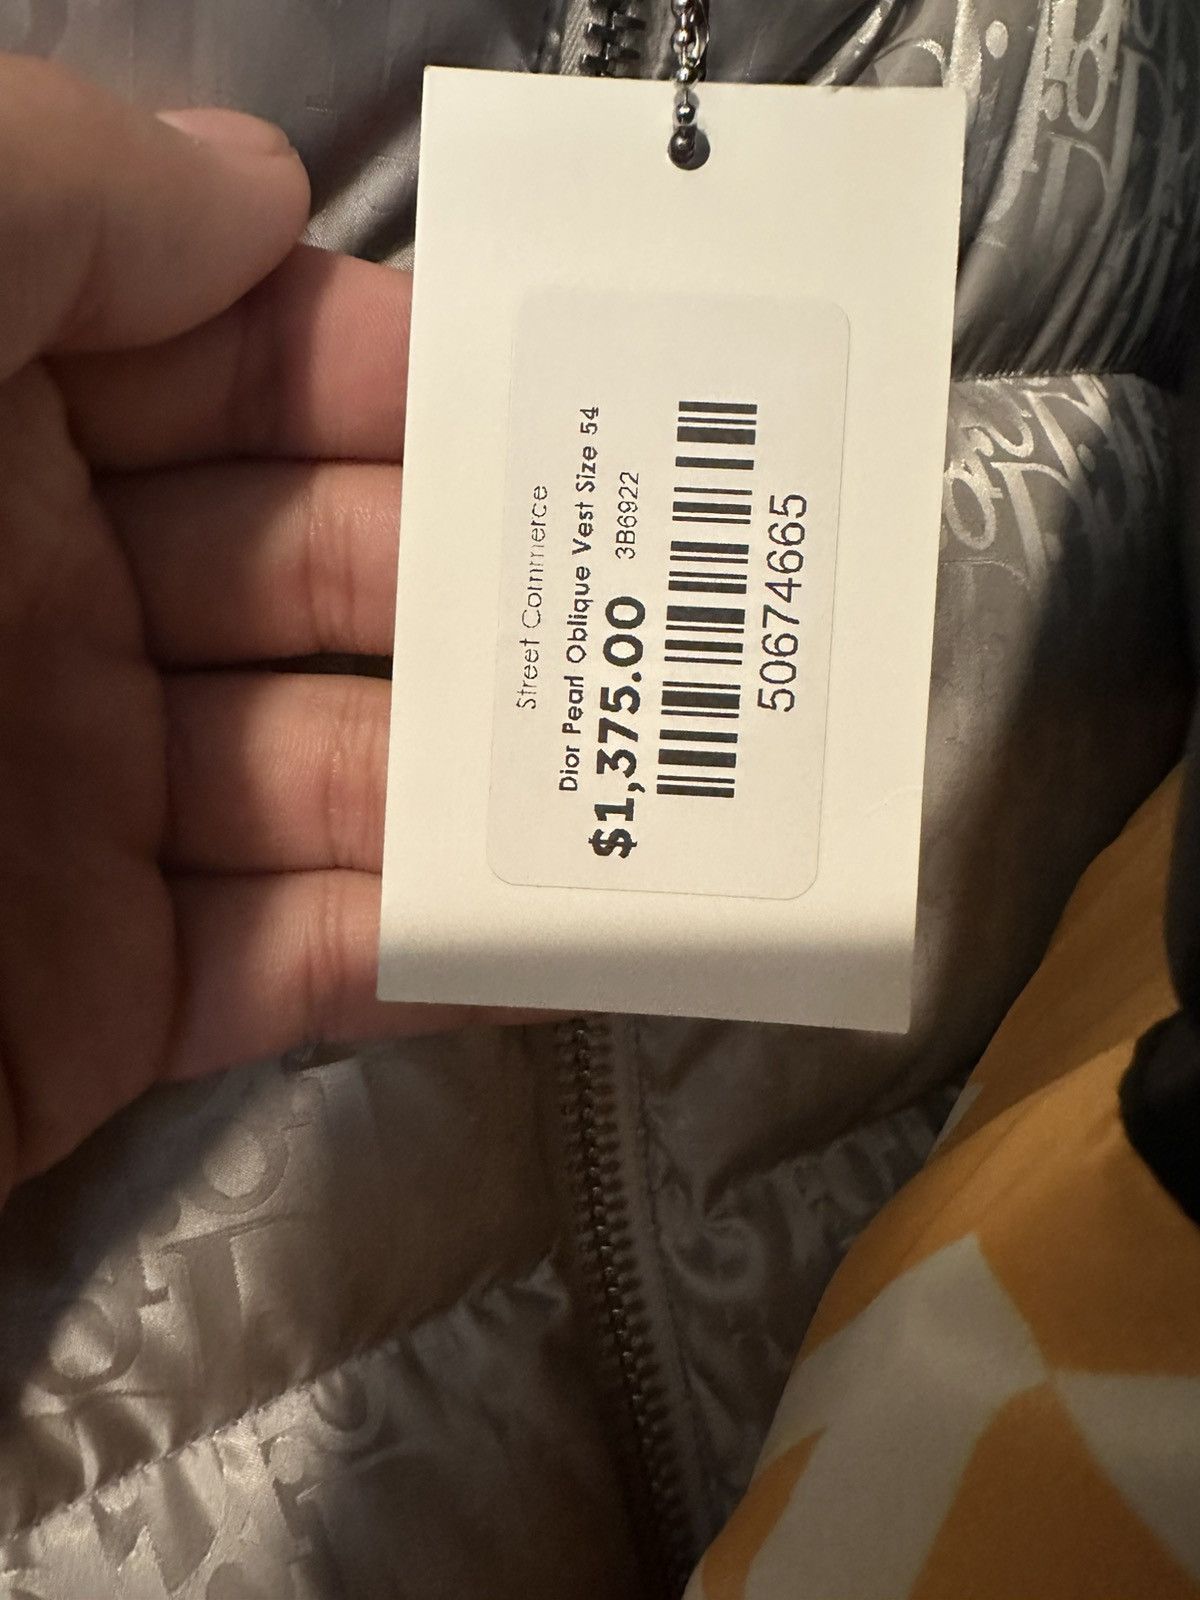 Street Commerce
Dior Pearl Oblique Vest Size 54
$1,375.00 3B6922
50674665